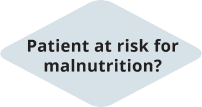 Patient at risk for
malnutrition?